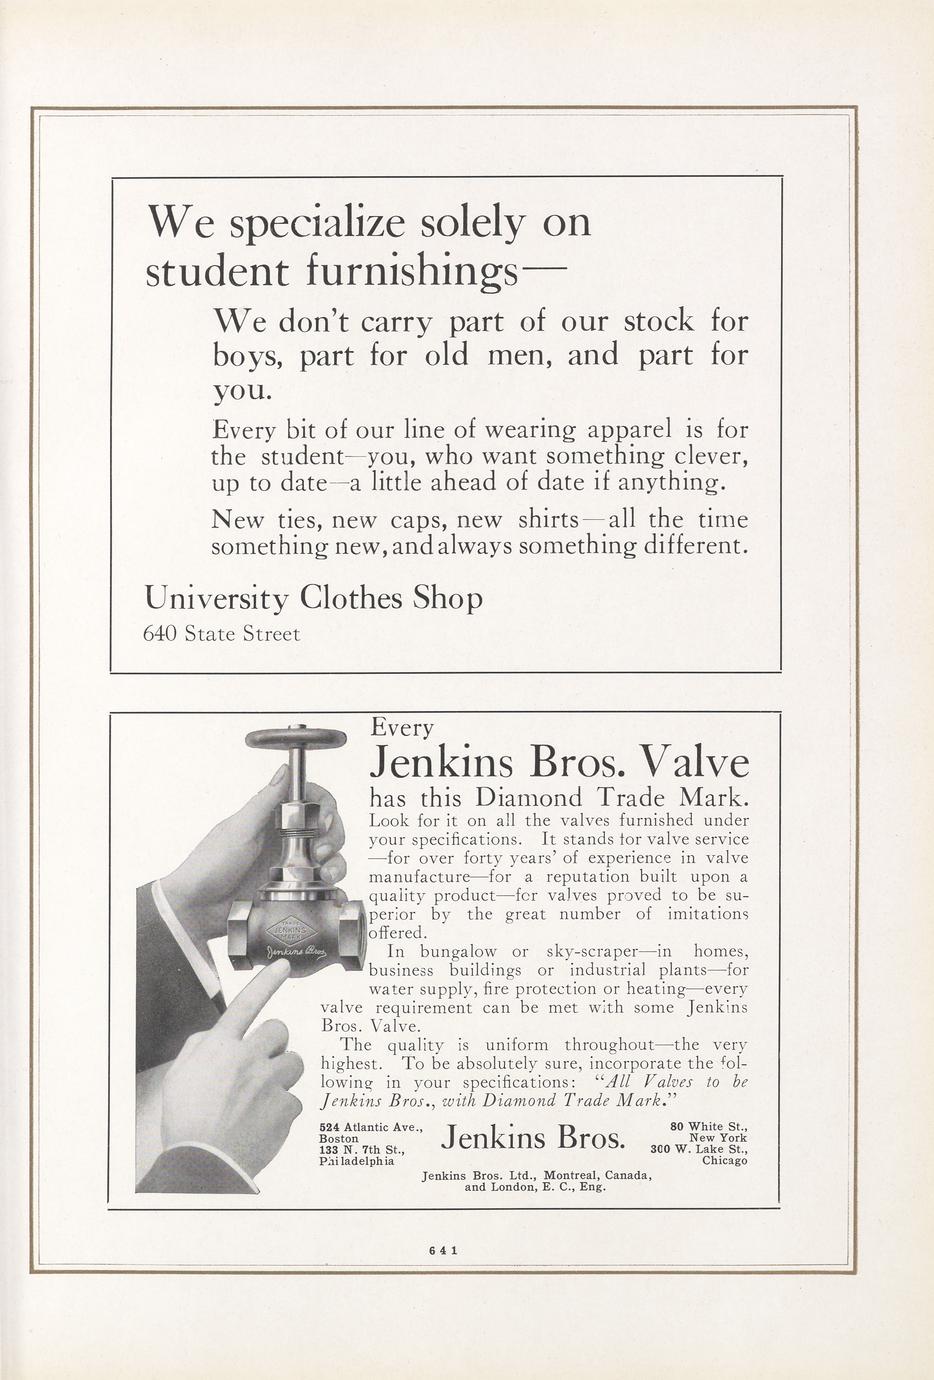 We specialize solely on
student furnishings—
We don't carry part of our stock for
boys, part for old men, and part for
you.
Every bit of our line of wearing apparel is for
the student—you, who want something clever,
up to date—a little ahead of date if anything.
New ties, new caps, new shirts—all the time
something new, and always something different.
University Clothes Shop
640 State Street
Every
Jenkins Bros. Valve
has this Diamond Trade Mark.
Look for it on all the valves furnished under
your specifications. It stands for valve service
—for over forty years' of experience in valve
manufacture—for a reputation built upon a
quality product—for valves proved to be su-
perior by the great number of imitations
offered.
In bungalow or sky-scraper—in homes,
business buildings or industrial plants—for
water supply, fire protection or heating—every
valve requirement can be met with some Jenkins
Bros. Valve.
The quality is uniform throughout—the very
highest. To be absolutely sure, incorporate the fol-
lowing in your specifications: "All Valves to be
Jenkins Bros., with Diamond Trade Mark."
TRADE
JENKINS
MARK
Jenkins Bros
524 Atlantic Ave.,
Boston
133 N. 7th St.,
Philadelphia
Jenkins Bros.
80 White St.,
New York
300 W. Lake St.,
Chicago
Jenkins Bros. Ltd., Montreal, Canada,
and London, E. C., Eng.
641